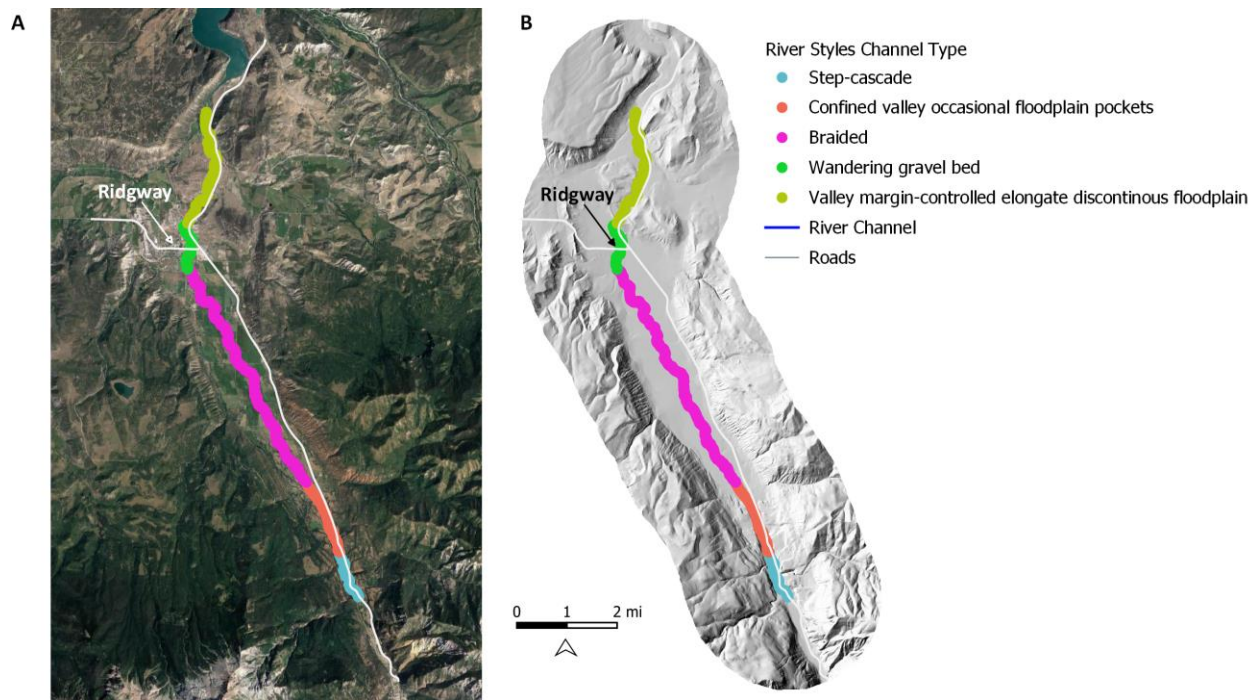 A
B
Ridgway
Ridgway
River Styles Channel Type
Step-cascade
Confined valley occasional floodplain pockets
Braided
Wandering gravel bed
Valley margin-controlled elongate discontinous floodplain
River Channel
Roads
0 1 2 mi